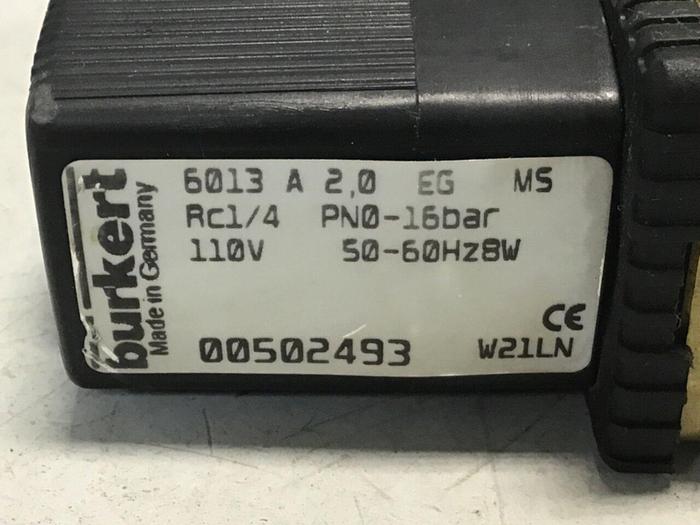 burkert
Made in Germany
6013 A 2,0 EG MS
Rc1/4 PN0-16bar
110V 50-60Hz8W
CE
00502493 W21LN